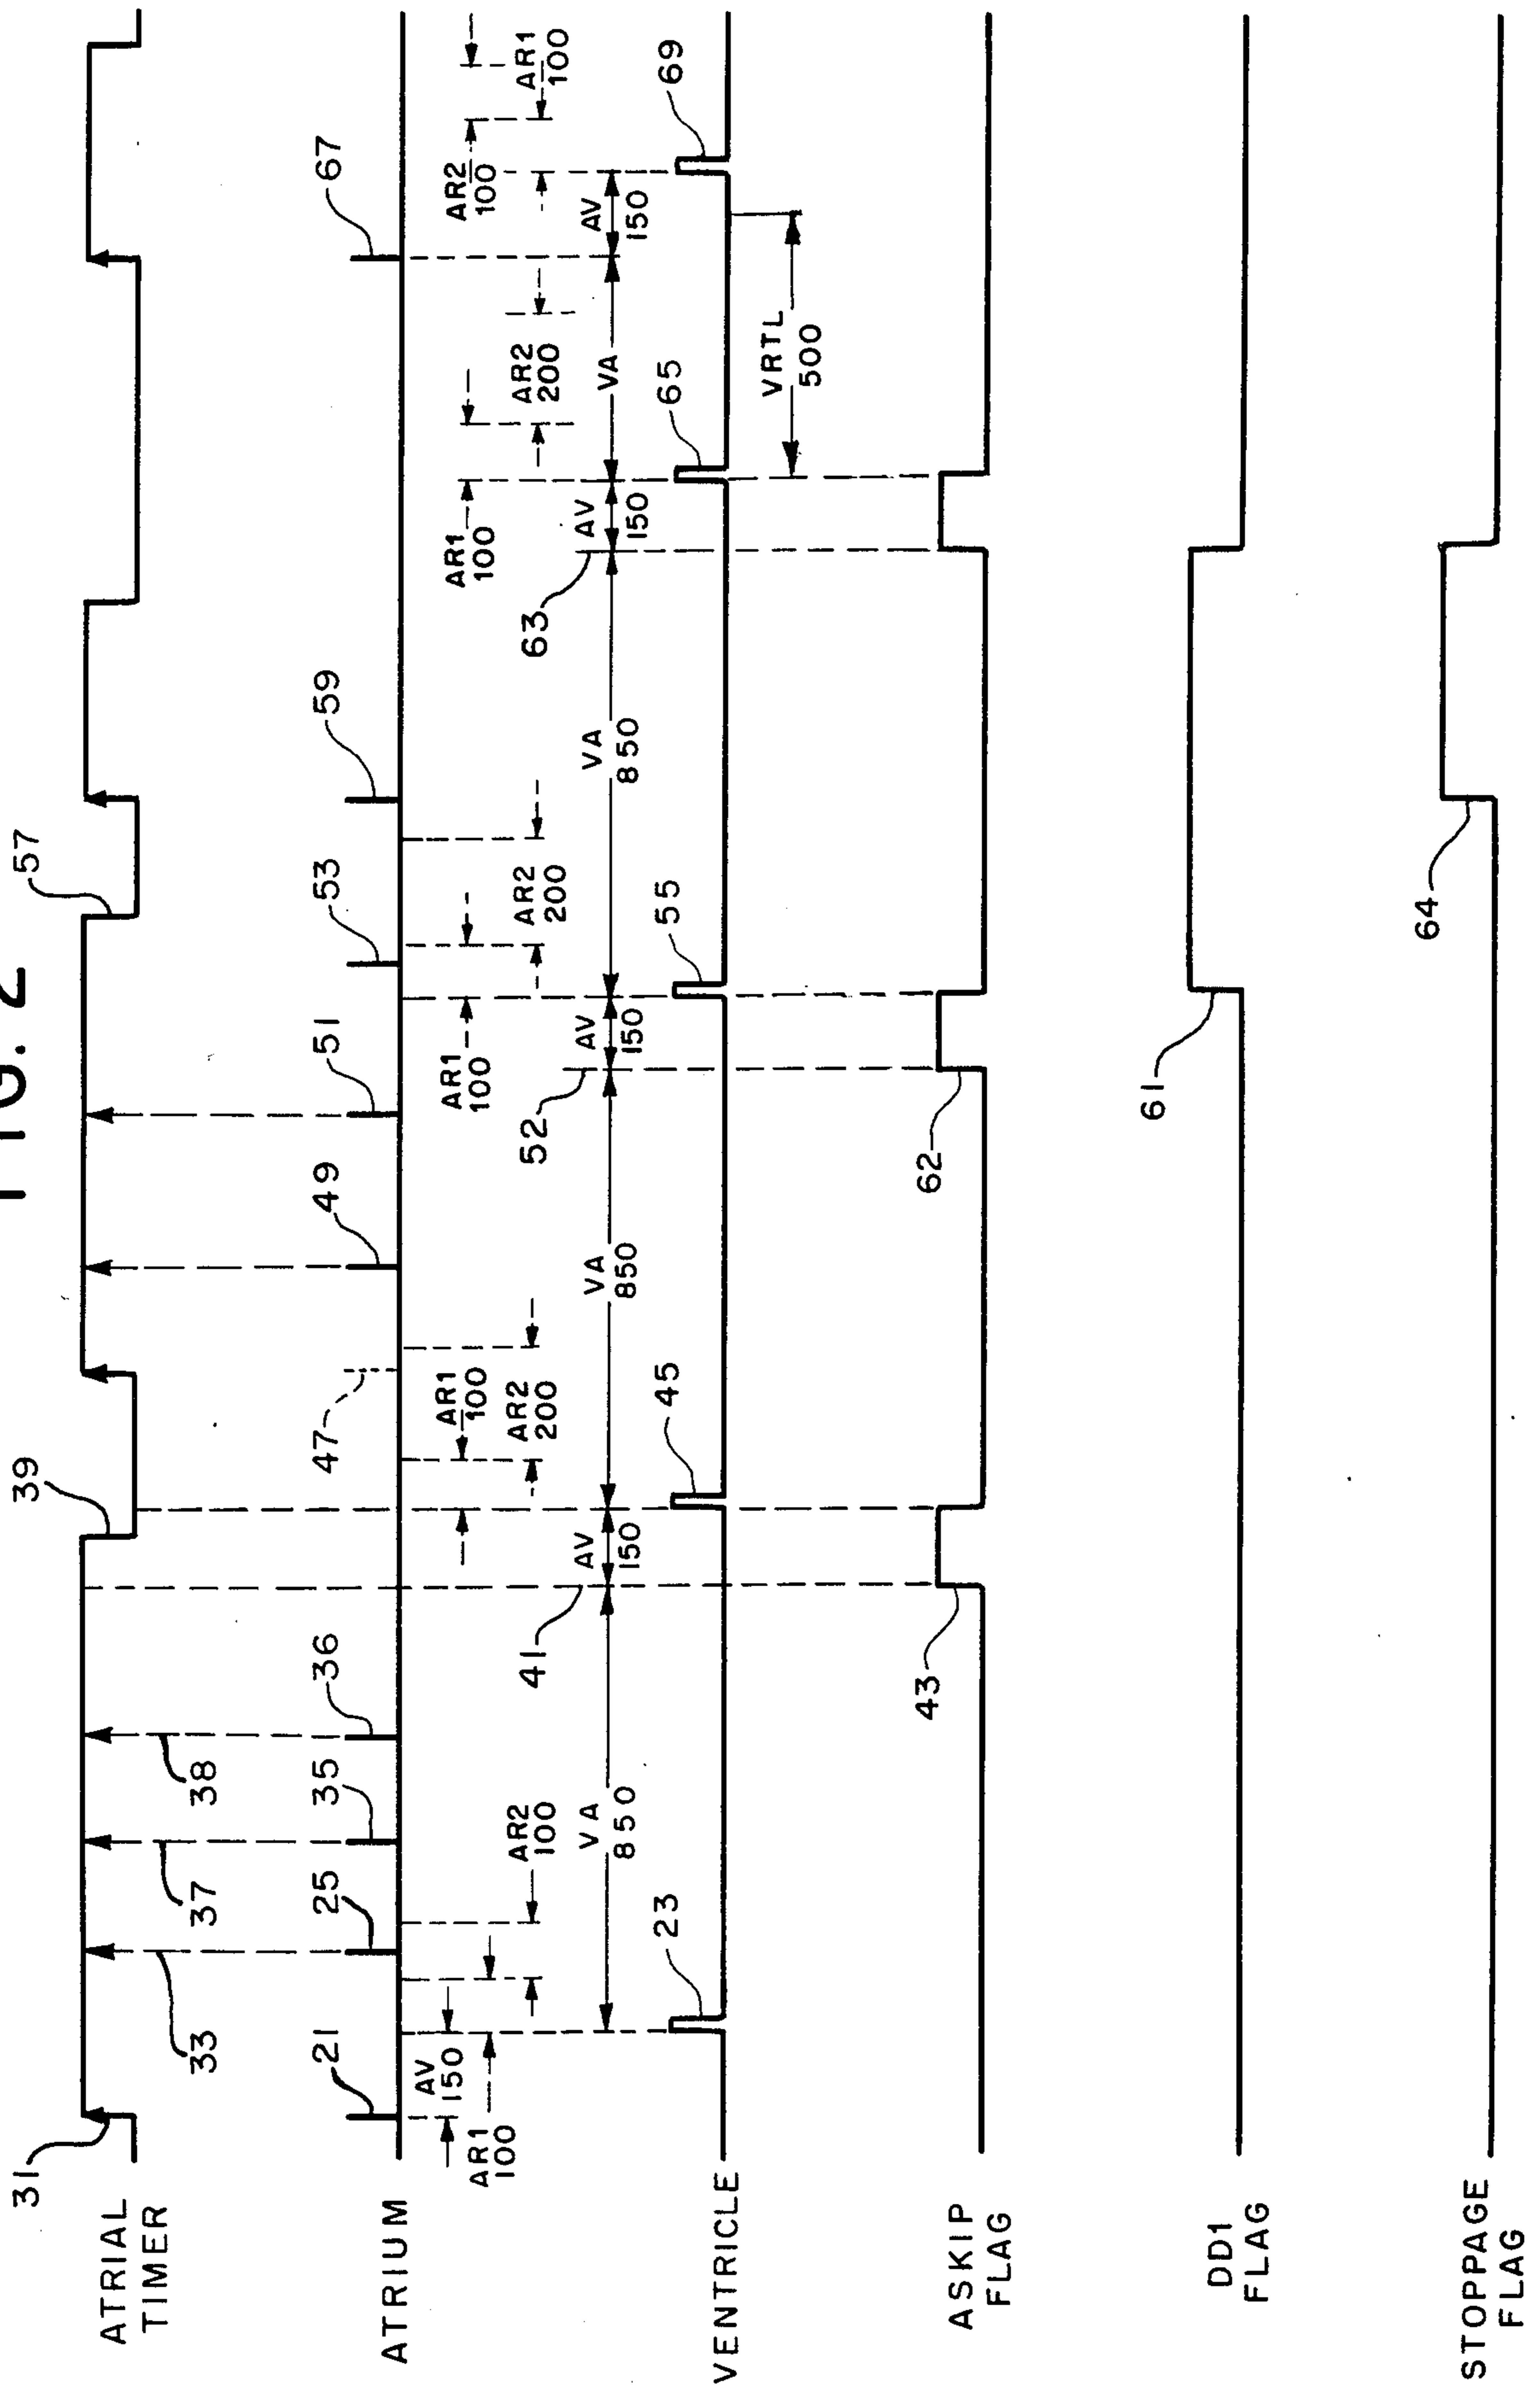 FIG. 2
31
39
57
ATRIAL
TIMER
33
37
38
ATRIUM
21
25
35
36
47
49
51
53
59
67
AV
150
AR1
100
AR2
100
AR1
100
AR2
200
AR1
100
AR2
200
AR1
100
AR2
200
AR2
100
AR1
100
41
52
63
VA
850
AV
150
VA
850
AV
150
VA
850
AV
150
VA
AV
150
VENTRICLE
23
45
55
65
69
VRTL
500
ASKIP
FLAG
43
62
DD1
FLAG
61
STOPPAGE
FLAG
64